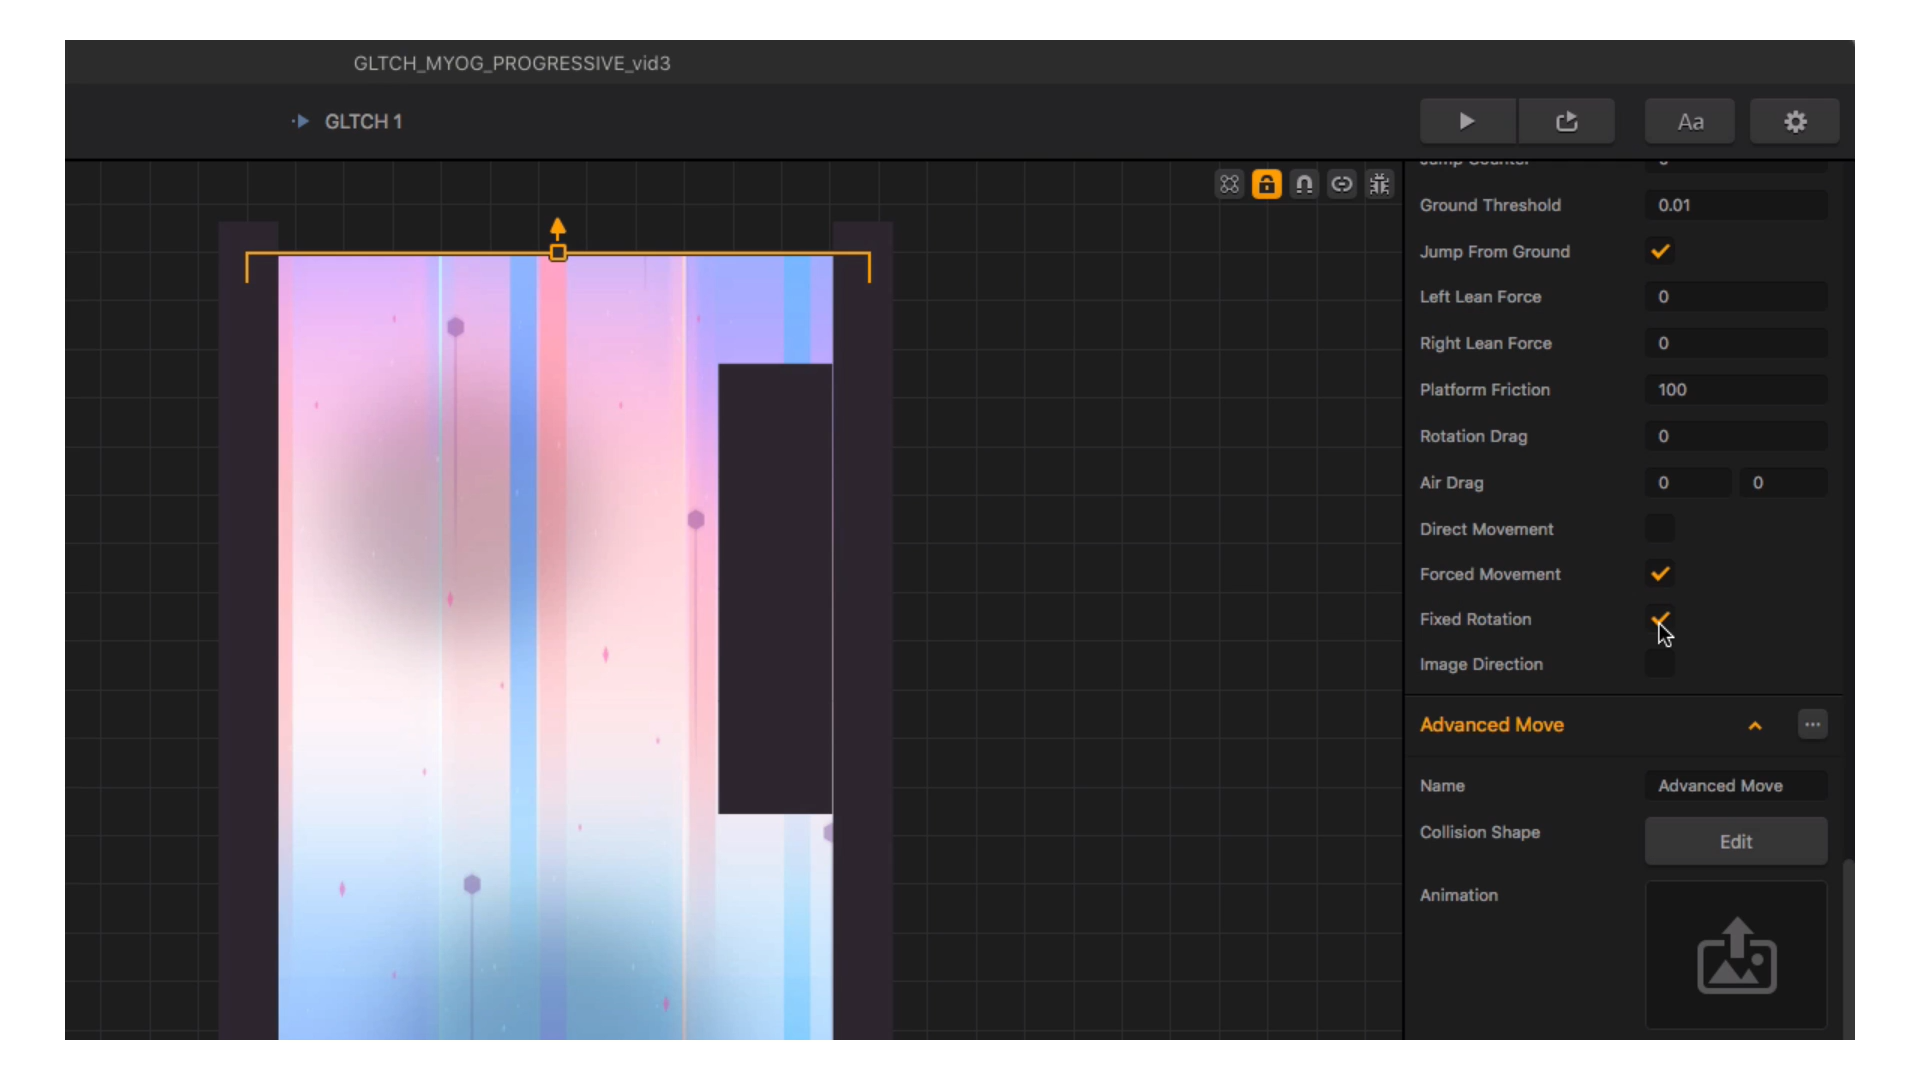 GLTCH_MYOG_PROGRESSIVE_vid3
GLTCH 1
Aa
Ground Threshold 0.01
Jump From Ground
Left Lean Force 0
Right Lean Force 0
Platform Friction 100
Rotation Drag 0
Air Drag 0 0
Direct Movement
Forced Movement
Fixed Rotation
Image Direction
Advanced Move
Name Advanced Move
Collision Shape Edit
Animation